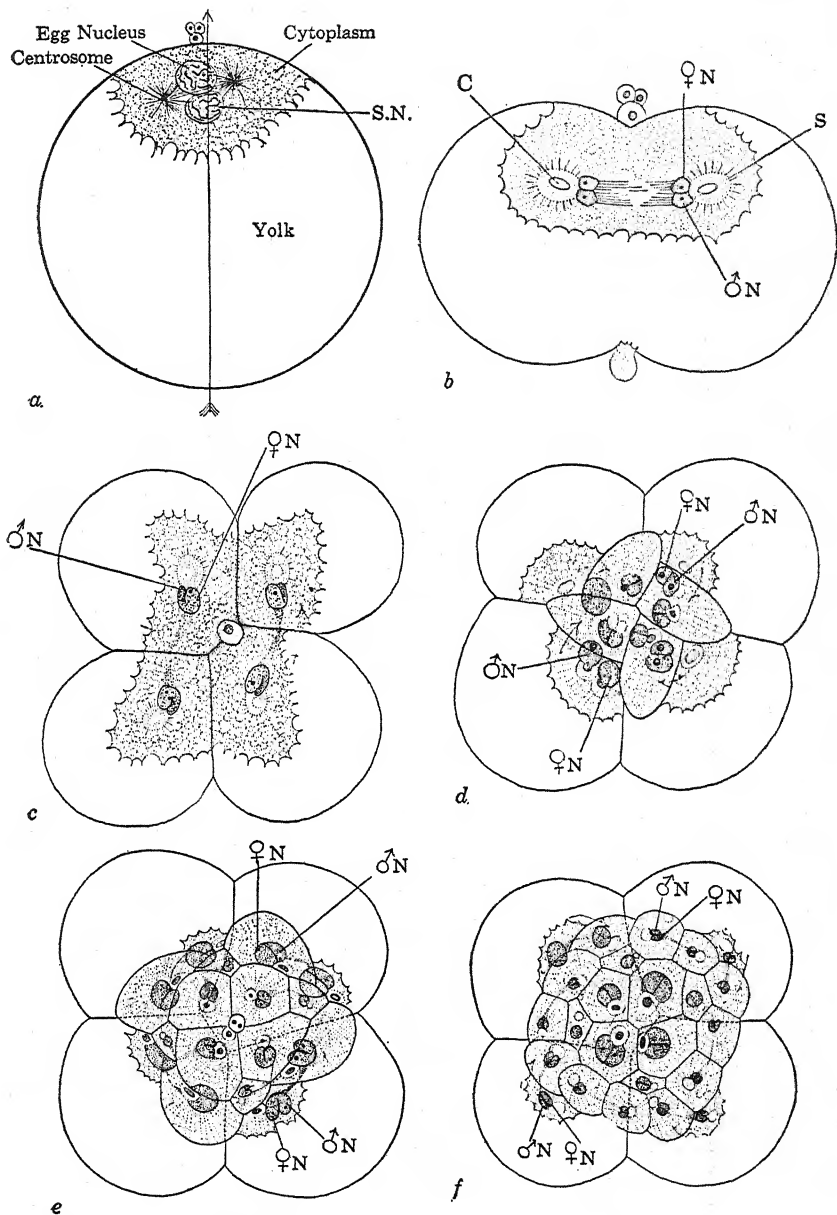 Egg Nucleus
Cytoplasm
Centrosome
S.N.
Yolk
a.
C
♀N
S
♂N
b
♀N
♂N
c
♀N
♂N
♂N
♀N
d.
♀N
♂N
♀N
♂N
e
♂N
♀N
♂N
♀N
f